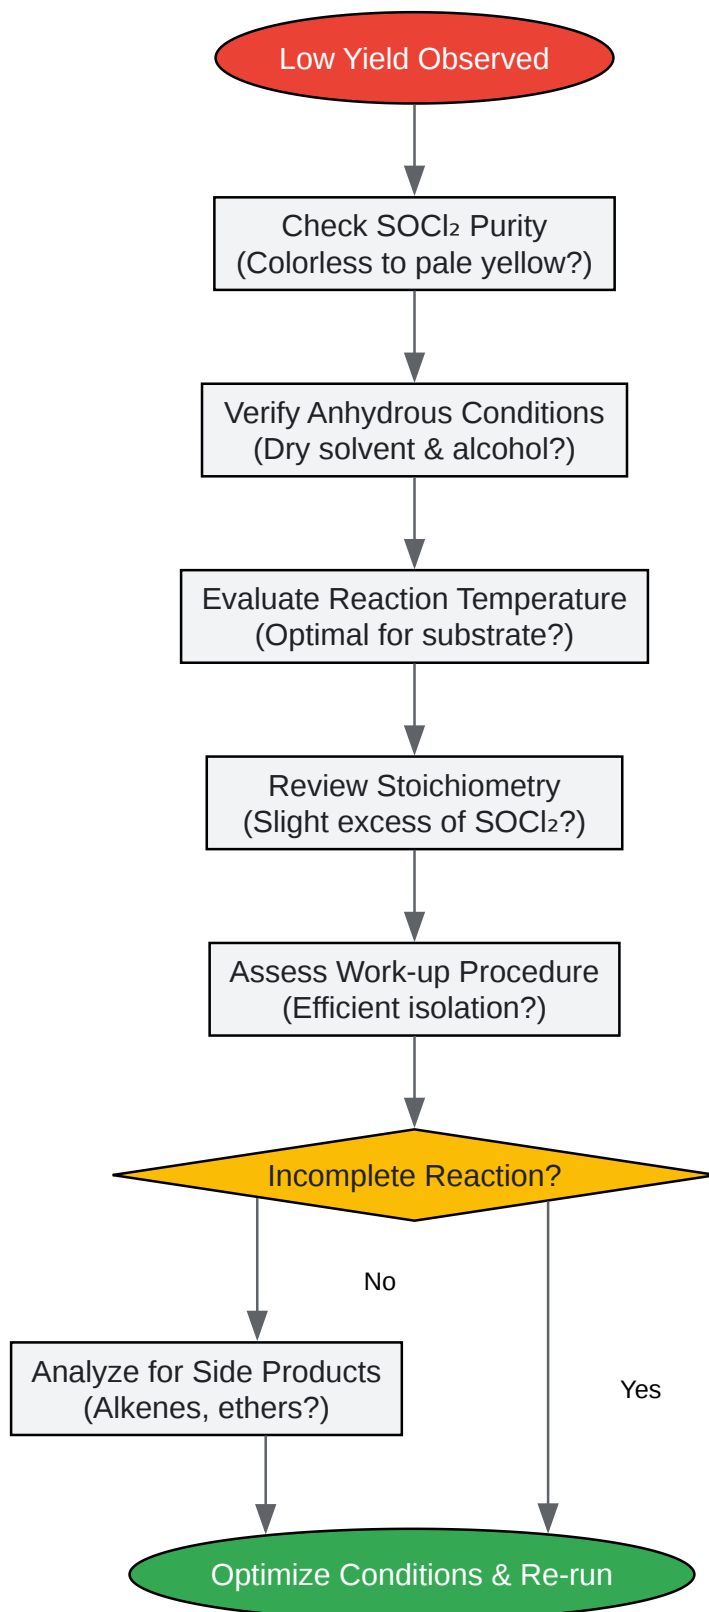 Low Yield Observed
Check SOCl₂ Purity
(Colorless to pale yellow?)
Verify Anhydrous Conditions
(Dry solvent & alcohol?)
Evaluate Reaction Temperature
(Optimal for substrate?)
Review Stoichiometry
(Slight excess of SOCl₂?)
Assess Work-up Procedure
(Efficient isolation?)
Incomplete Reaction?
No
Analyze for Side Products
(Alkenes, ethers?)
Yes
Optimize Conditions & Re-run